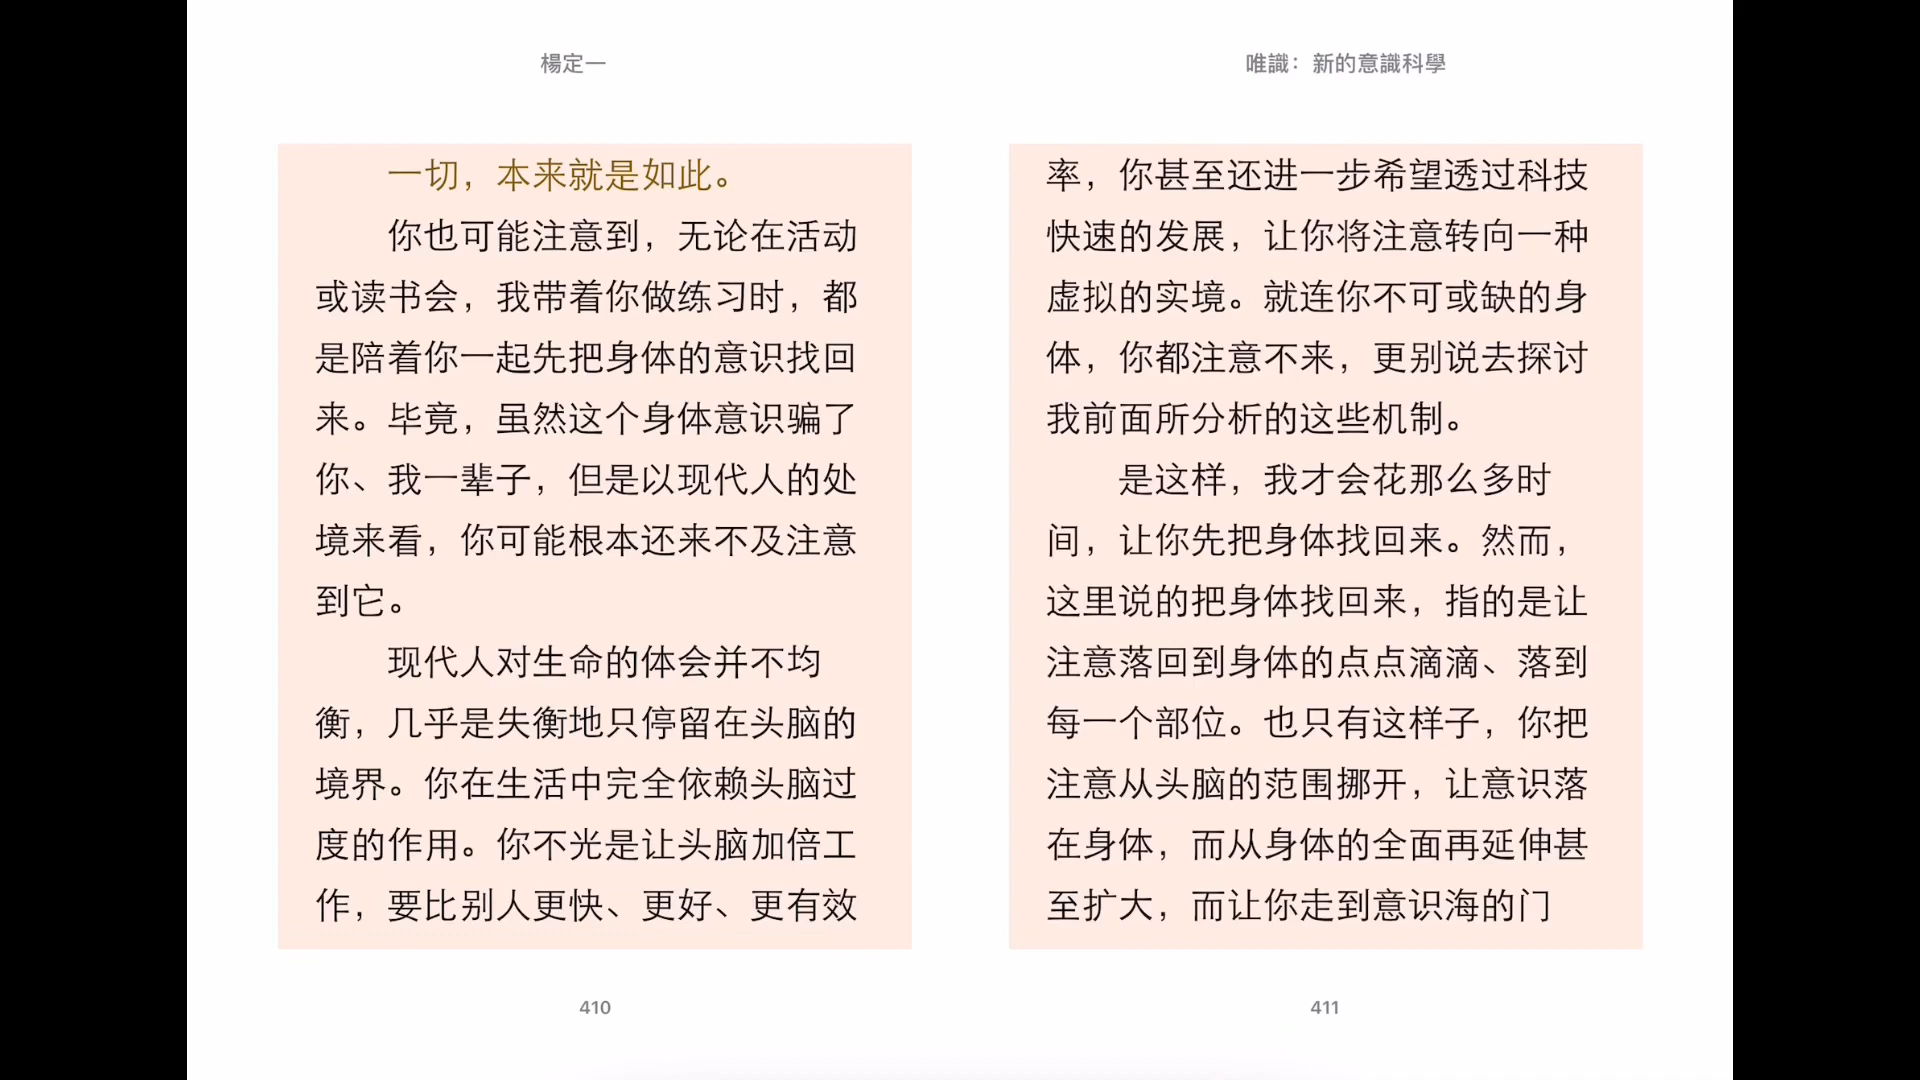 楊定一
一切，本来就是如此。
你也可能注意到，无论在活动
或读书会，我带着你做练习时，都
是陪着你一起先把身体的意识找回
来。毕竟，虽然这个身体意识骗了
你、我一辈子，但是以现代人的处
境来看，你可能根本还来不及注意
到它。
现代人对生命的体会并不均
衡，几乎是失衡地只停留在头脑的
境界。你在生活中完全依赖头脑过
度的作用。你不光是让头脑加倍工
作，要比别人更快、更好、更有效
410
唯識：新的意識科學
率，你甚至还进一步希望透过科技
快速的发展，让你将注意转向一种
虚拟的实境。就连你不可或缺的身
体，你都注意不来，更别说去探讨
我前面所分析的这些机制。
是这样，我才会花那么多时
间，让你先把身体找回来。然而，
这里说的把身体找回来，指的是让
注意落回到身体的点点滴滴、落到
每一个部位。也只有这样子，你把
注意从头脑的范围挪开，让意识落
在身体，而从身体的全面再延伸甚
至扩大，而让你走到意识海的门
411